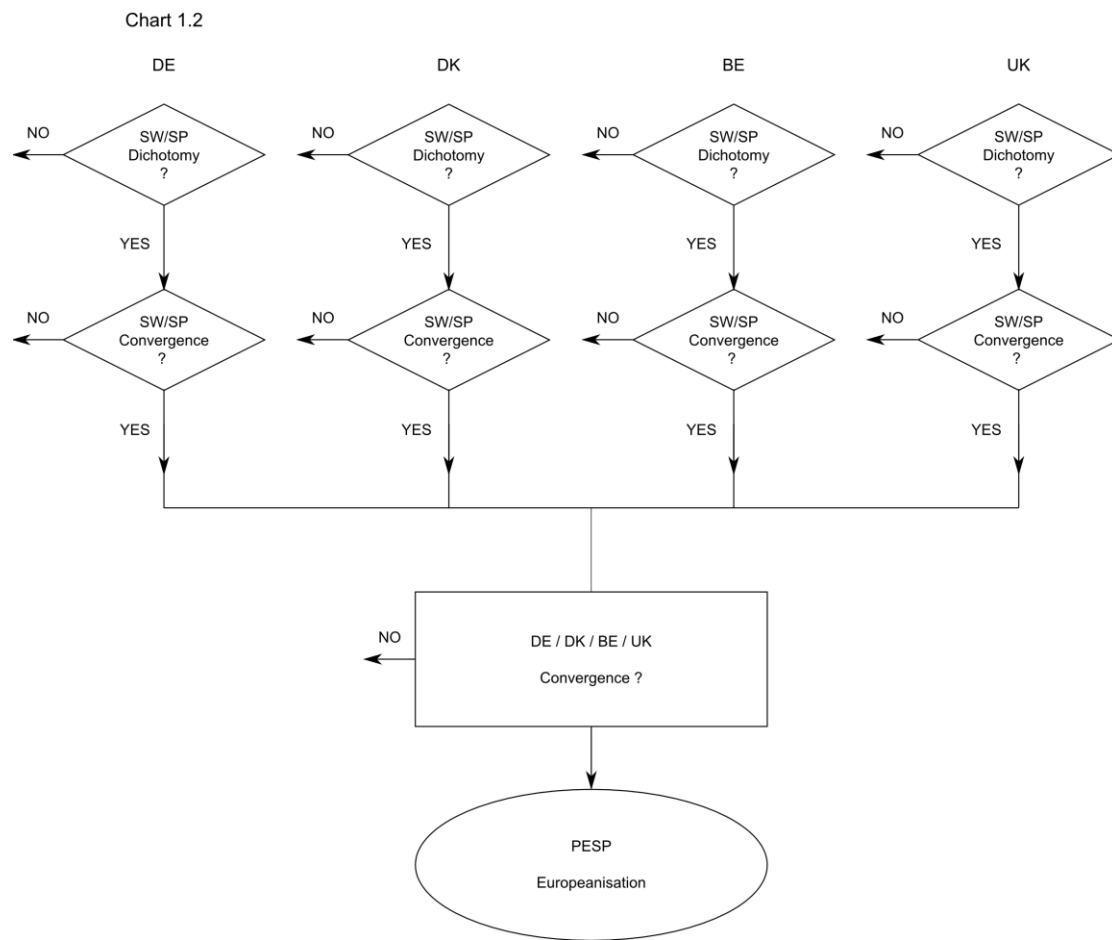 Chart 1.2
DE
DK
BE
UK
NO
SW/SP
Dichotomy
?
NO
SW/SP
Dichotomy
?
NO
SW/SP
Dichotomy
?
NO
SW/SP
Dichotomy
?
YES
YES
YES
YES
NO
SW/SP
Convergence
?
NO
SW/SP
Convergence
?
NO
SW/SP
Convergence
?
NO
SW/SP
Convergence
?
YES
YES
YES
YES
NO
DE / DK / BE / UK
Convergence ?
PESP
Europeanisation